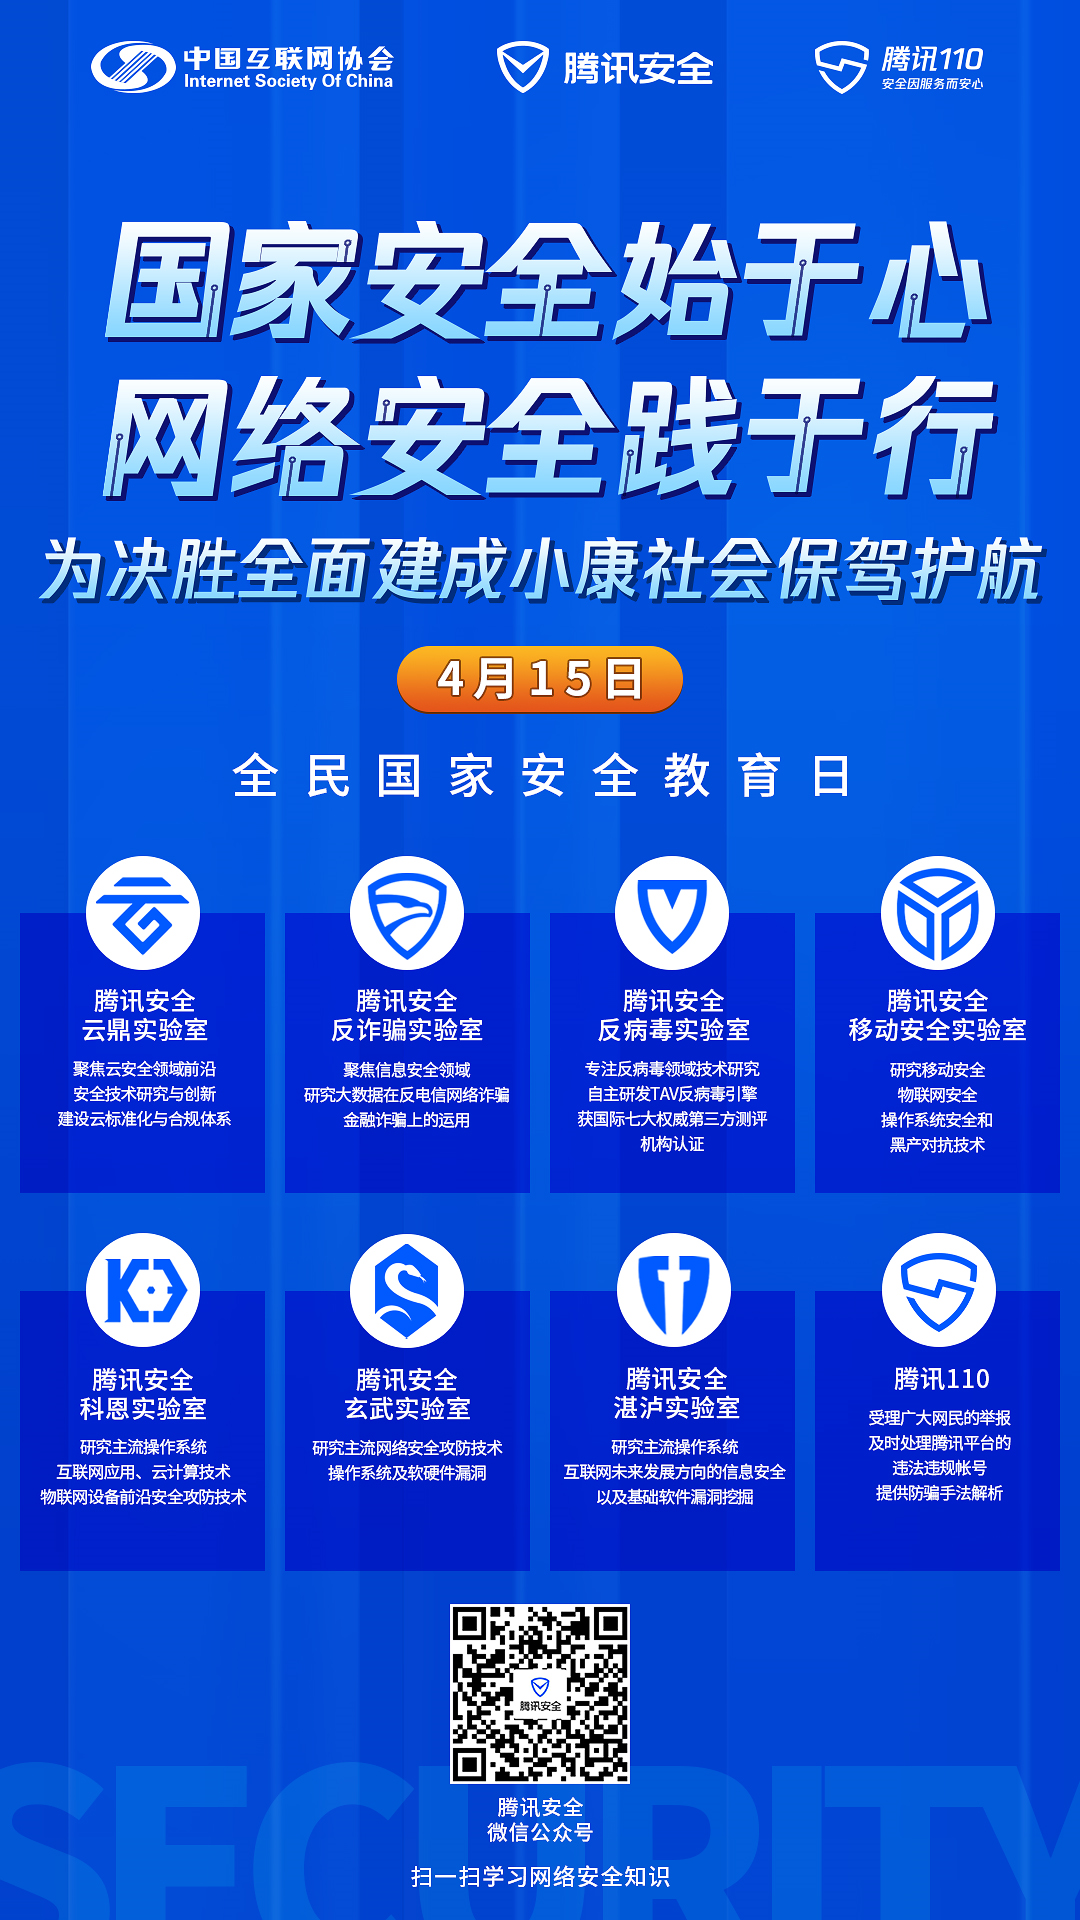 中国互联网协会
Internet Society Of China
腾讯安全
腾讯110
安全因服务而安心
国家安全始于心
网络安全践于行
为决胜全面建成小康社会保驾护航
4月15日
全民国家安全教育日
腾讯安全
云鼎实验室
聚焦云安全领域前沿
安全技术研究与创新
建设云标准化与合规体系
腾讯安全
反诈骗实验室
聚焦信息安全领域
研究大数据在反电信网络诈骗
金融诈骗上的运用
腾讯安全
反病毒实验室
专注反病毒领域技术研究
自主研发TAV反病毒引擎
获国际七大权威第三方测评
机构认证
腾讯安全
移动安全实验室
研究移动安全
物联网安全
操作系统安全和
黑产对抗技术
腾讯安全
科恩实验室
研究主流操作系统
互联网应用、云计算技术
物联网设备前沿安全攻防技术
腾讯安全
玄武实验室
研究主流网络安全攻防技术
操作系统及软硬件漏洞
腾讯安全
湛泸实验室
研究主流操作系统
互联网未来发展方向的信息安全
以及基础软件漏洞挖掘
腾讯110
受理广大网民的举报
及时处理腾讯平台的
违法违规帐号
提供防骗手法解析
腾讯安全
腾讯安全
微信公众号
扫一扫学习网络安全知识
SECURITY